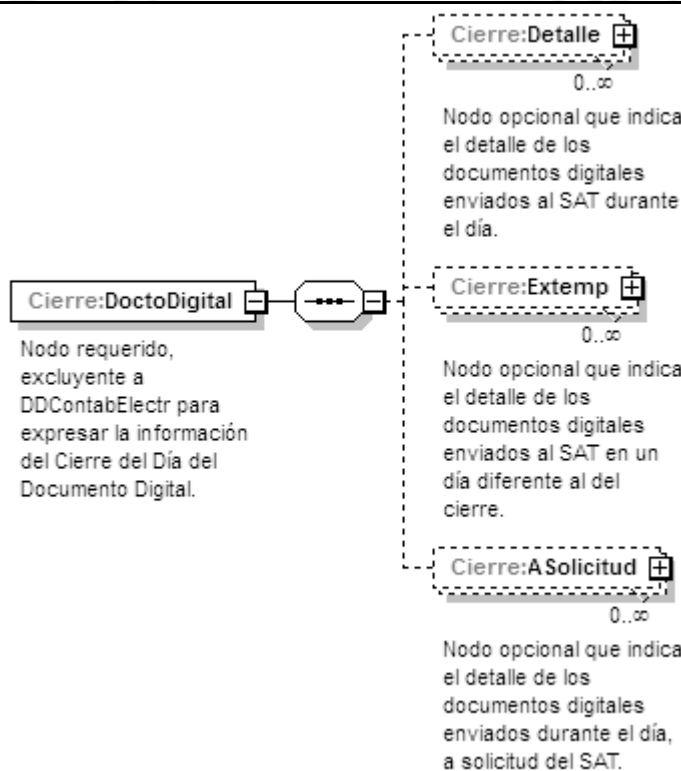 Cierre:Detalle
0..∞
Nodo opcional que indica
el detalle de los
documentos digitales
enviados al SAT durante
el día.
Cierre:DoctoDigital
Nodo requerido,
excluyente a
DDContabElectr para
expresar la información
del Cierre del Día del
Documento Digital.
Cierre:Extemp
0..∞
Nodo opcional que indica
el detalle de los
documentos digitales
enviados al SAT en un
día diferente al del
cierre.
Cierre:ASolicitud
0..∞
Nodo opcional que indica
el detalle de los
documentos digitales
enviados durante el día,
a solicitud del SAT.